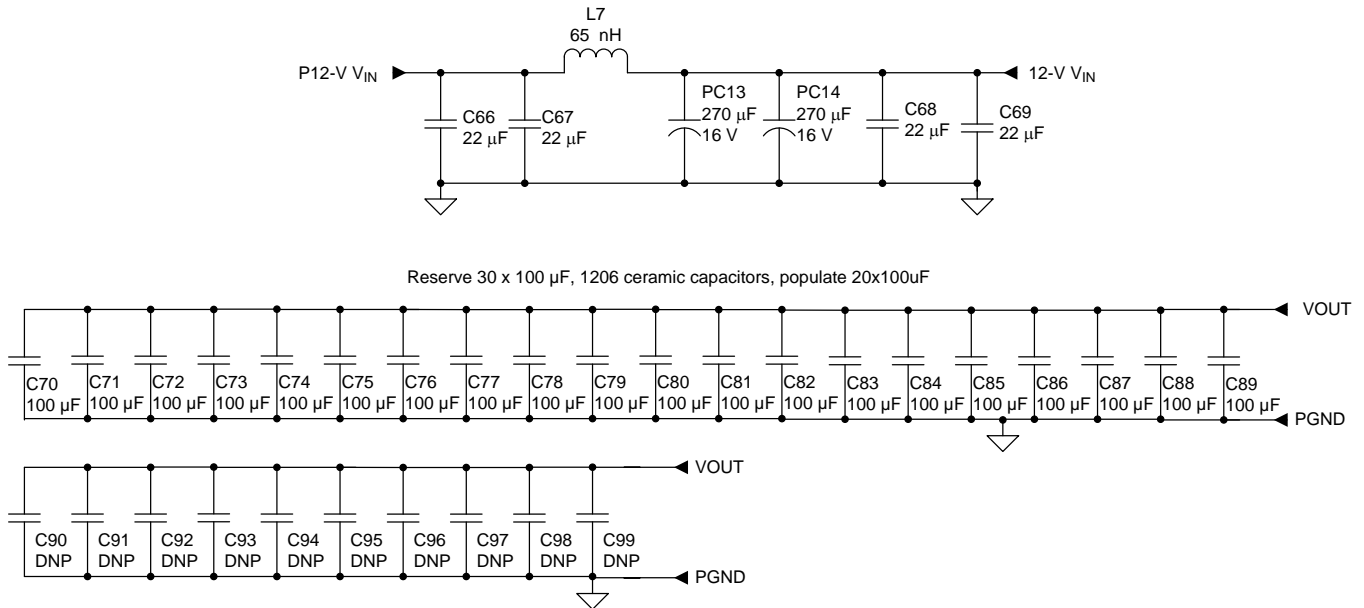 L7
65 nH
P12-V VIN
12-V VIN
C66
22 μF
C67
22 μF
PC13
270 μF
16 V
PC14
270 μF
16 V
C68
22 μF
C69
22 μF
Reserve 30 x 100 µF, 1206 ceramic capacitors, populate 20x100uF
VOUT
C70
100 µF
C71
100 µF
C72
100 µF
C73
100 µF
C74
100 µF
C75
100 µF
C76
100 µF
C77
100 µF
C78
100 µF
C79
100 µF
C80
100 µF
C81
100 µF
C82
100 µF
C83
100 µF
C84
100 µF
C85
100 µF
C86
100 µF
C87
100 µF
C88
100 µF
C89
100 µF
PGND
VOUT
C90
DNP
C91
DNP
C92
DNP
C93
DNP
C94
DNP
C95
DNP
C96
DNP
C97
DNP
C98
DNP
C99
DNP
PGND